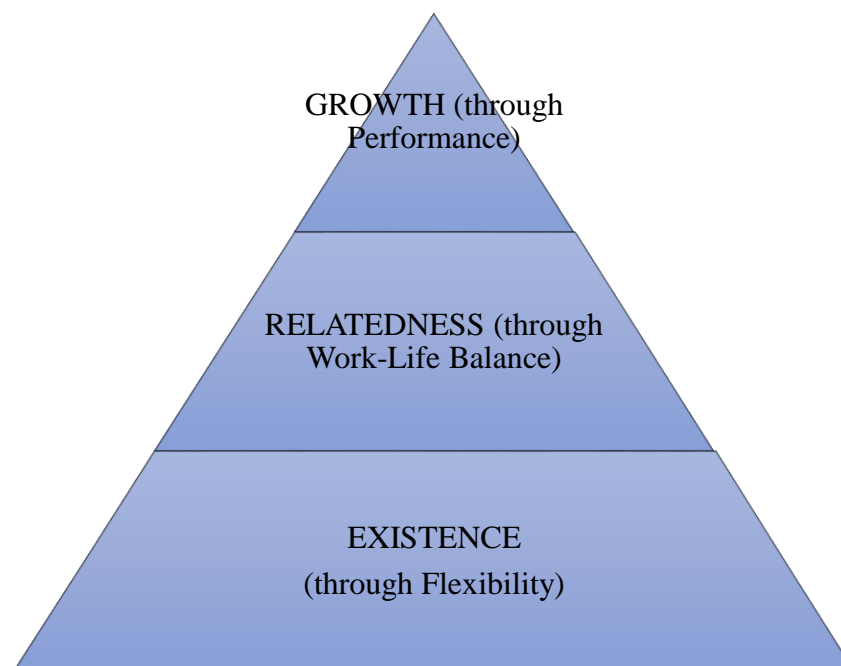 GROWTH (through
Performance)
RELATEDNESS (through
Work-Life Balance)
EXISTENCE
(through Flexibility)